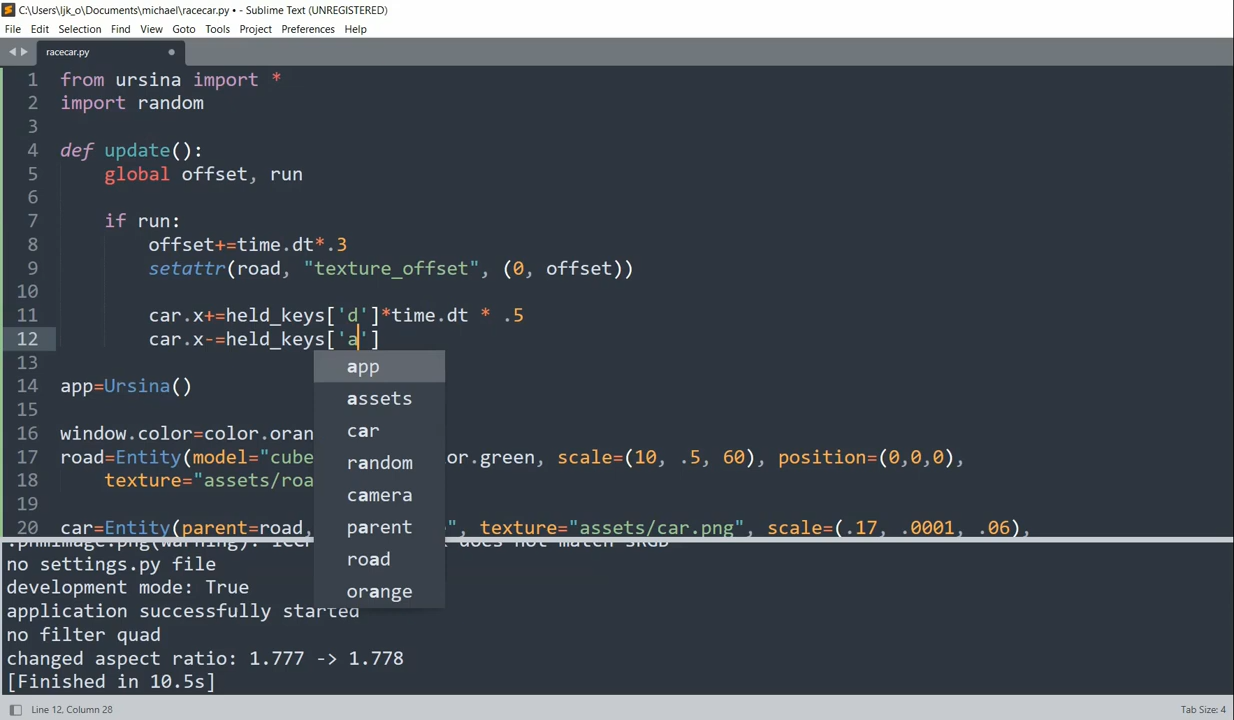 C:\Users\ljk_o\Documents\michael\racecar.py • - Sublime Text (UNREGISTERED)
File Edit Selection Find View Goto Tools Project Preferences Help
racecar.py
1 from ursina import *
2 import random
3
4 def update():
5 global offset, run
6
7 if run:
8 offset+=time.dt*.3
9 setattr(road, "texture_offset", (0, offset))
10
11 car.x+=held_keys['d']*time.dt * .5
12 car.x-=held_keys['a']
13
app
14 app=Ursina()
15
assets
car
16 window.color=color.oran
17 road=Entity(model="cube or.green, scale=(10, .5, 60), position=(0,0,0),
random
18 texture="assets/roa
camera
19
20 car=Entity(parent=road, ", texture="assets/car.png", scale=(.17, .0001, .06),
parent
road
orange
no settings.py file
development mode: True
application successfully started
no filter quad
changed aspect ratio: 1.777 -> 1.778
[Finished in 10.5s]
Line 12, Column 28
Tab Size: 4